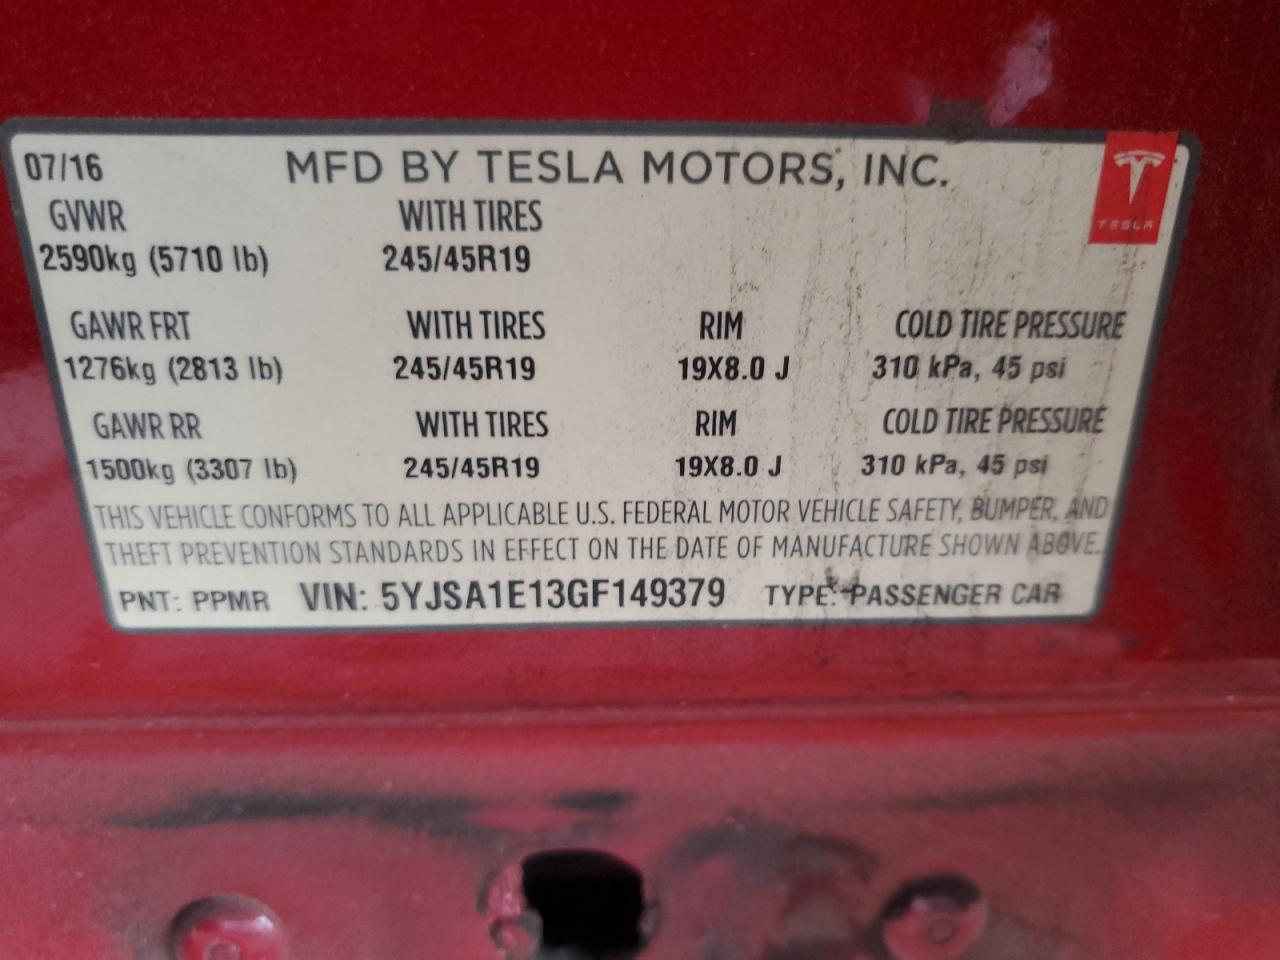 07/16 MFD BY TESLA MOTORS, INC.
TESLA
GVWR WITH TIRES
2590kg (5710 lb) 245/45R19
GAWR FRT WITH TIRES RIM COLD TIRE PRESSURE
1276kg (2813 lb) 245/45R19 19X8.0 J 310 kPa, 45 psi
GAWR RR WITH TIRES RIM COLD TIRE PRESSURE
1500kg (3307 lb) 245/45R19 19X8.0 J 310 kPa, 45 psi
THIS VEHICLE CONFORMS TO ALL APPLICABLE U.S. FEDERAL MOTOR VEHICLE SAFETY, BUMPER, AND
THEFT PREVENTION STANDARDS IN EFFECT ON THE DATE OF MANUFACTURE SHOWN ABOVE.
PNT: PPMR VIN: 5YJSA1E13GF149379 TYPE: PASSENGER CAR